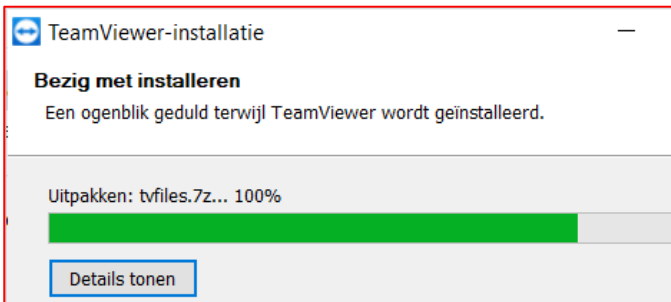 TeamViewer-installatie
Bezig met installeren
Een ogenblik geduld terwijl TeamViewer wordt geïnstalleerd.
Uitpakken: tvfiles.7z... 100%
Details tonen